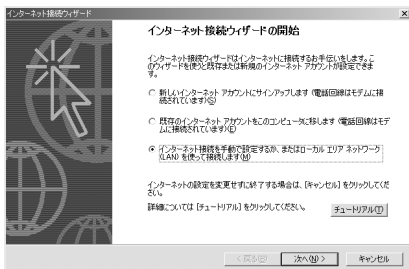 インターネット接続ウィザード
インターネット接続ウィザードの開始
インターネット接続ウィザードはインターネットに接続するお手伝いをします。こ
のウィザードを使うと既存または新規のインターネット アカウントが設定できま
す。
新しいインターネット アカウントにサインアップします (電話回線はモデムに接
続されています)(S)
既存のインターネット アカウントをこのコンピュータに移します (電話回線はモデ
ムに接続されています)(E)
インターネット接続を手動で設定するか、またはローカル エリア ネットワーク
(LAN) を使って接続します(M)
インターネットの設定を変更せずに終了する場合は、[キャンセル] をクリックしてくだ
さい。
詳細については [チュートリアル] をクリックしてください。
チュートリアル(T)
< 戻る(B)
次へ(N) >
キャンセル